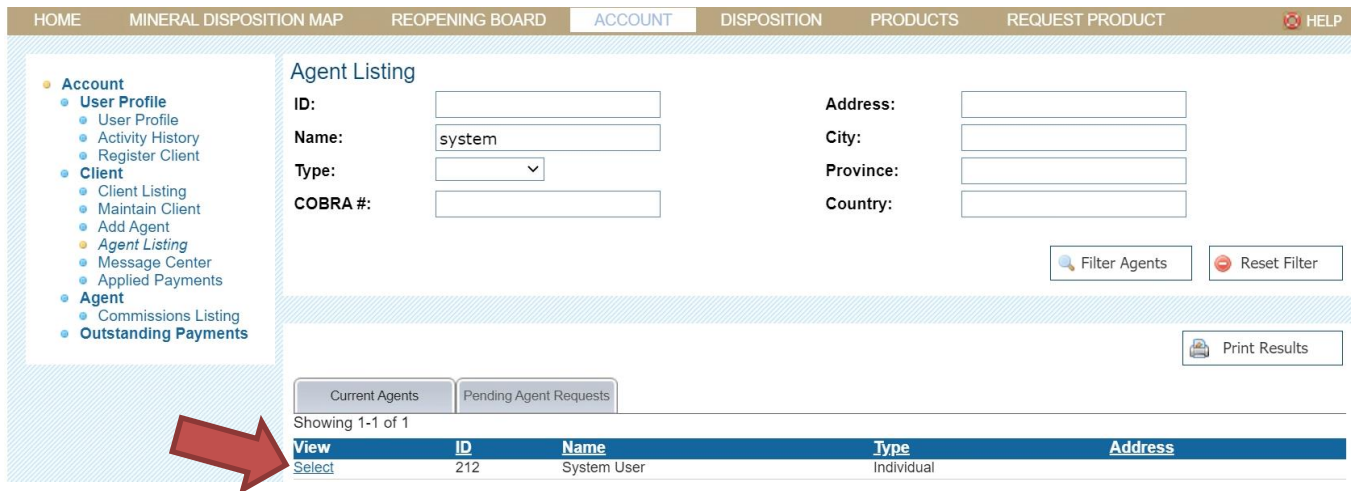 HOME MINERAL DISPOSITION MAP REOPENING BOARD ACCOUNT DISPOSITION PRODUCTS REQUEST PRODUCT HELP
Account
User Profile
User Profile
Activity History
Register Client
Client
Client Listing
Maintain Client
Add Agent
Agent Listing
Message Center
Applied Payments
Agent
Commissions Listing
Outstanding Payments
Agent Listing
ID: Address:
Name: system City:
Type: Province:
COBRA #: Country:
Filter Agents Reset Filter
Print Results
Current Agents Pending Agent Requests
Showing 1-1 of 1
View ID Name Type Address
Select 212 System User Individual